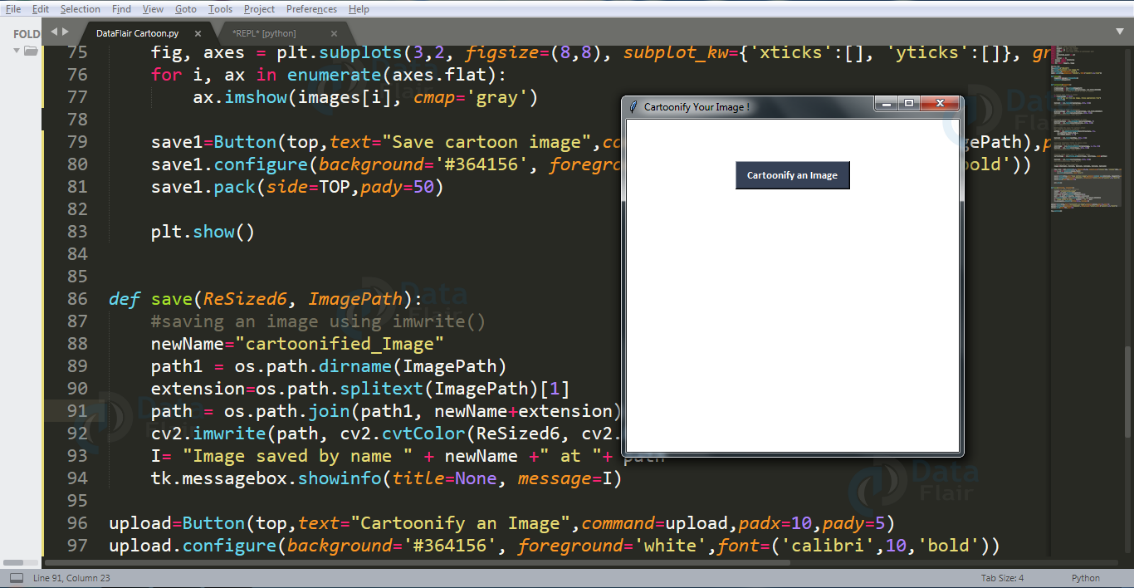 File Edit Selection Find View Goto Tools Project Preferences Help
FOLD
DataFlair Cartoon.py × *REPL* [python] ×
75 fig, axes = plt.subplots(3,2, figsize=(8,8), subplot_kw={'xticks':[], 'yticks':[]}, gr
76 for i, ax in enumerate(axes.flat):
77 ax.imshow(images[i], cmap='gray')
78
Cartoonify Your Image !
79 save1=Button(top,text="Save cartoon image",co gePath),p
80 save1.configure(background='#364156', foregro bold'))
Cartoonify an Image
81 save1.pack(side=TOP,pady=50)
82
83 plt.show()
84
85
86 def save(ReSized6, ImagePath):
87 #saving an image using imwrite()
88 newName="cartoonified_Image"
89 path1 = os.path.dirname(ImagePath)
90 extension=os.path.splitext(ImagePath)[1]
91 path = os.path.join(path1, newName+extension)
92 cv2.imwrite(path, cv2.cvtColor(ReSized6, cv2.
93 I= "Image saved by name " + newName +" at "+ path
94 tk.messagebox.showinfo(title=None, message=I)
95
96 upload=Button(top,text="Cartoonify an Image",command=upload,padx=10,pady=5)
97 upload.configure(background='#364156', foreground='white',font=('calibri',10,'bold'))
Data
Flair
Line 91, Column 23 Tab Size: 4 Python